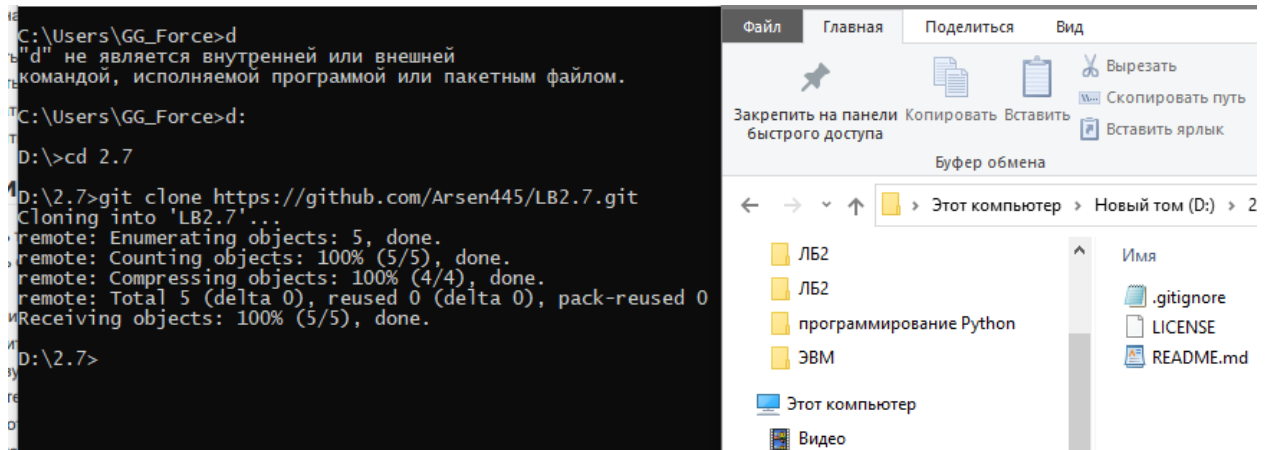 C:\Users\GG_Force>d
"d" не является внутренней или внешней
командой, исполняемой программой или пакетным файлом.
C:\Users\GG_Force>d:
D:\>cd 2.7
D:\2.7>git clone https://github.com/Arsen445/LB2.7.git
Cloning into 'LB2.7'...
remote: Enumerating objects: 5, done.
remote: Counting objects: 100% (5/5), done.
remote: Compressing objects: 100% (4/4), done.
remote: Total 5 (delta 0), reused 0 (delta 0), pack-reused 0
Receiving objects: 100% (5/5), done.
D:\2.7>
Файл Главная Поделиться Вид
Закрепить на панели
быстрого доступа
Копировать
Вставить
Вырезать
Скопировать путь
Вставить ярлык
Буфер обмена
Этот компьютер > Новый том (D:) > 2
ЛБ2
ЛБ2
программирование Python
ЭВМ
Этот компьютер
Видео
Имя
.gitignore
LICENSE
README.md